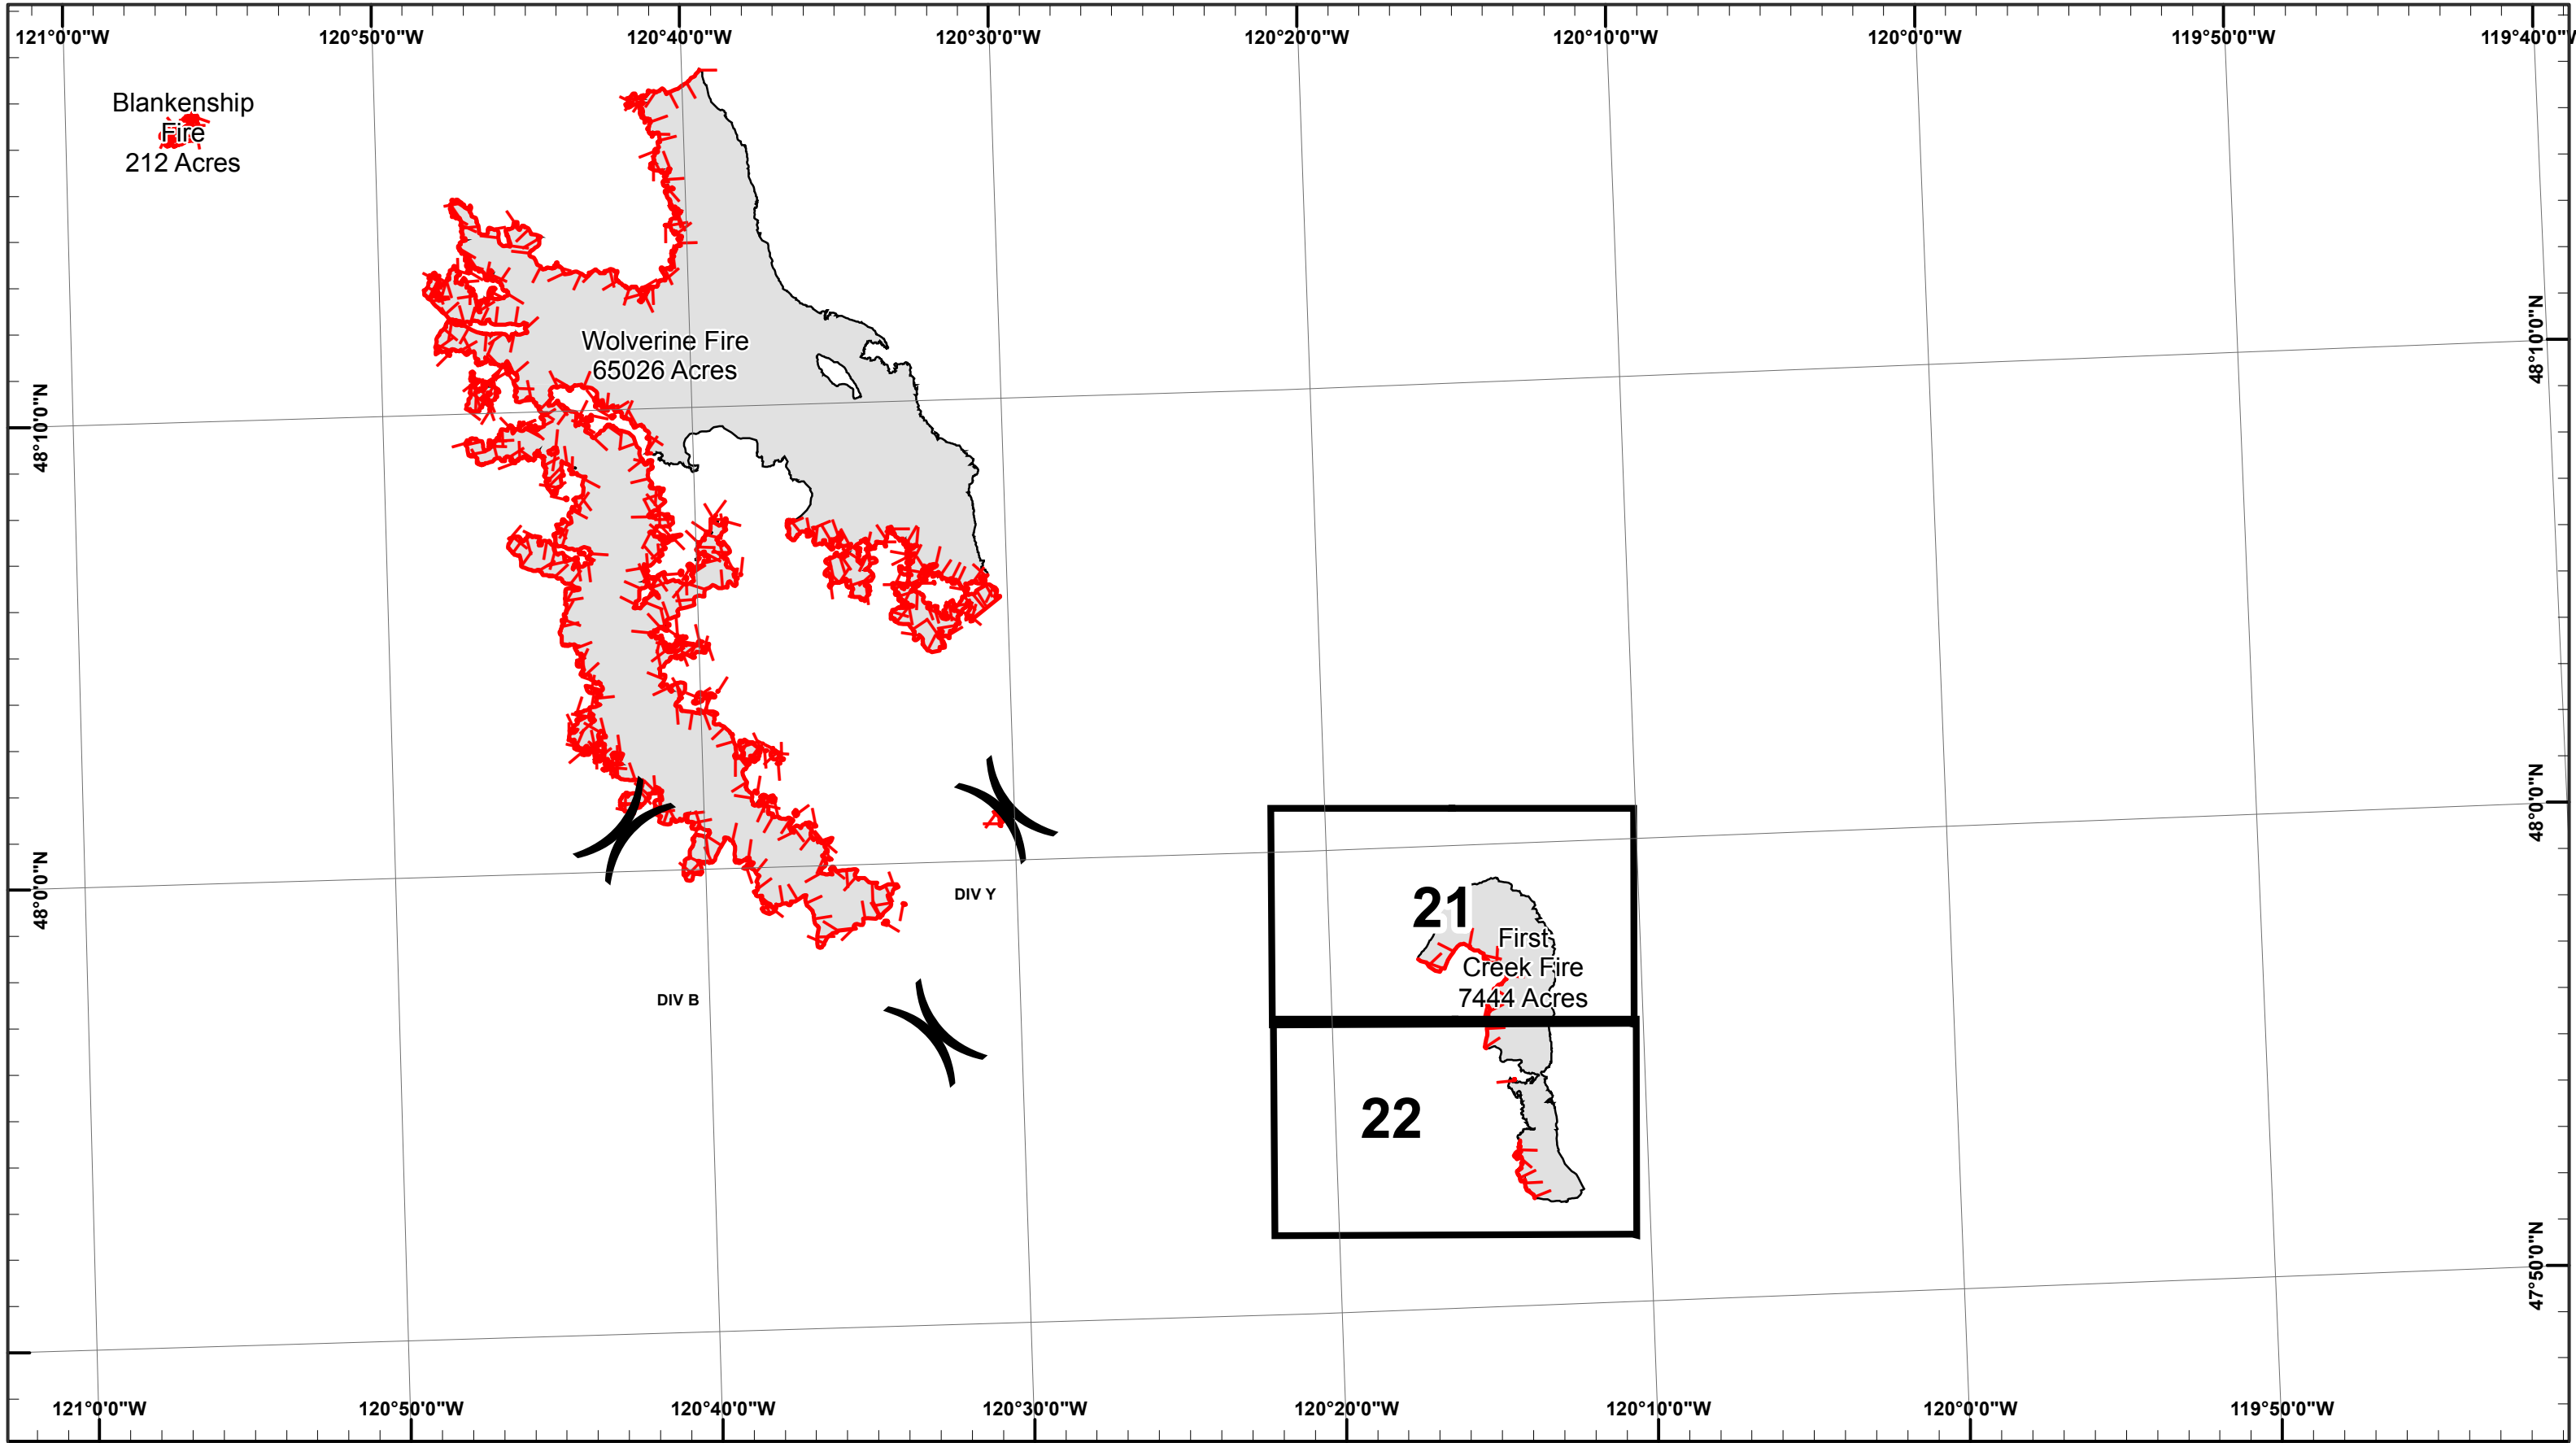 121°0'0"W
120°50'0"W
120°40'0"W
120°30'0"W
120°20'0"W
120°10'0"W
120°0'0"W
119°50'0"W
119°40'0"W
Blankenship
Fire
212 Acres
Wolverine Fire
65026 Acres
48°10'0"N
48°10'0"N
48°0'0"N
48°0'0"N
DIV Y
DIV B
21
First
Creek Fire
7444 Acres
22
47°50'0"N
121°0'0"W
120°50'0"W
120°40'0"W
120°30'0"W
120°20'0"W
120°10'0"W
120°0'0"W
119°50'0"W